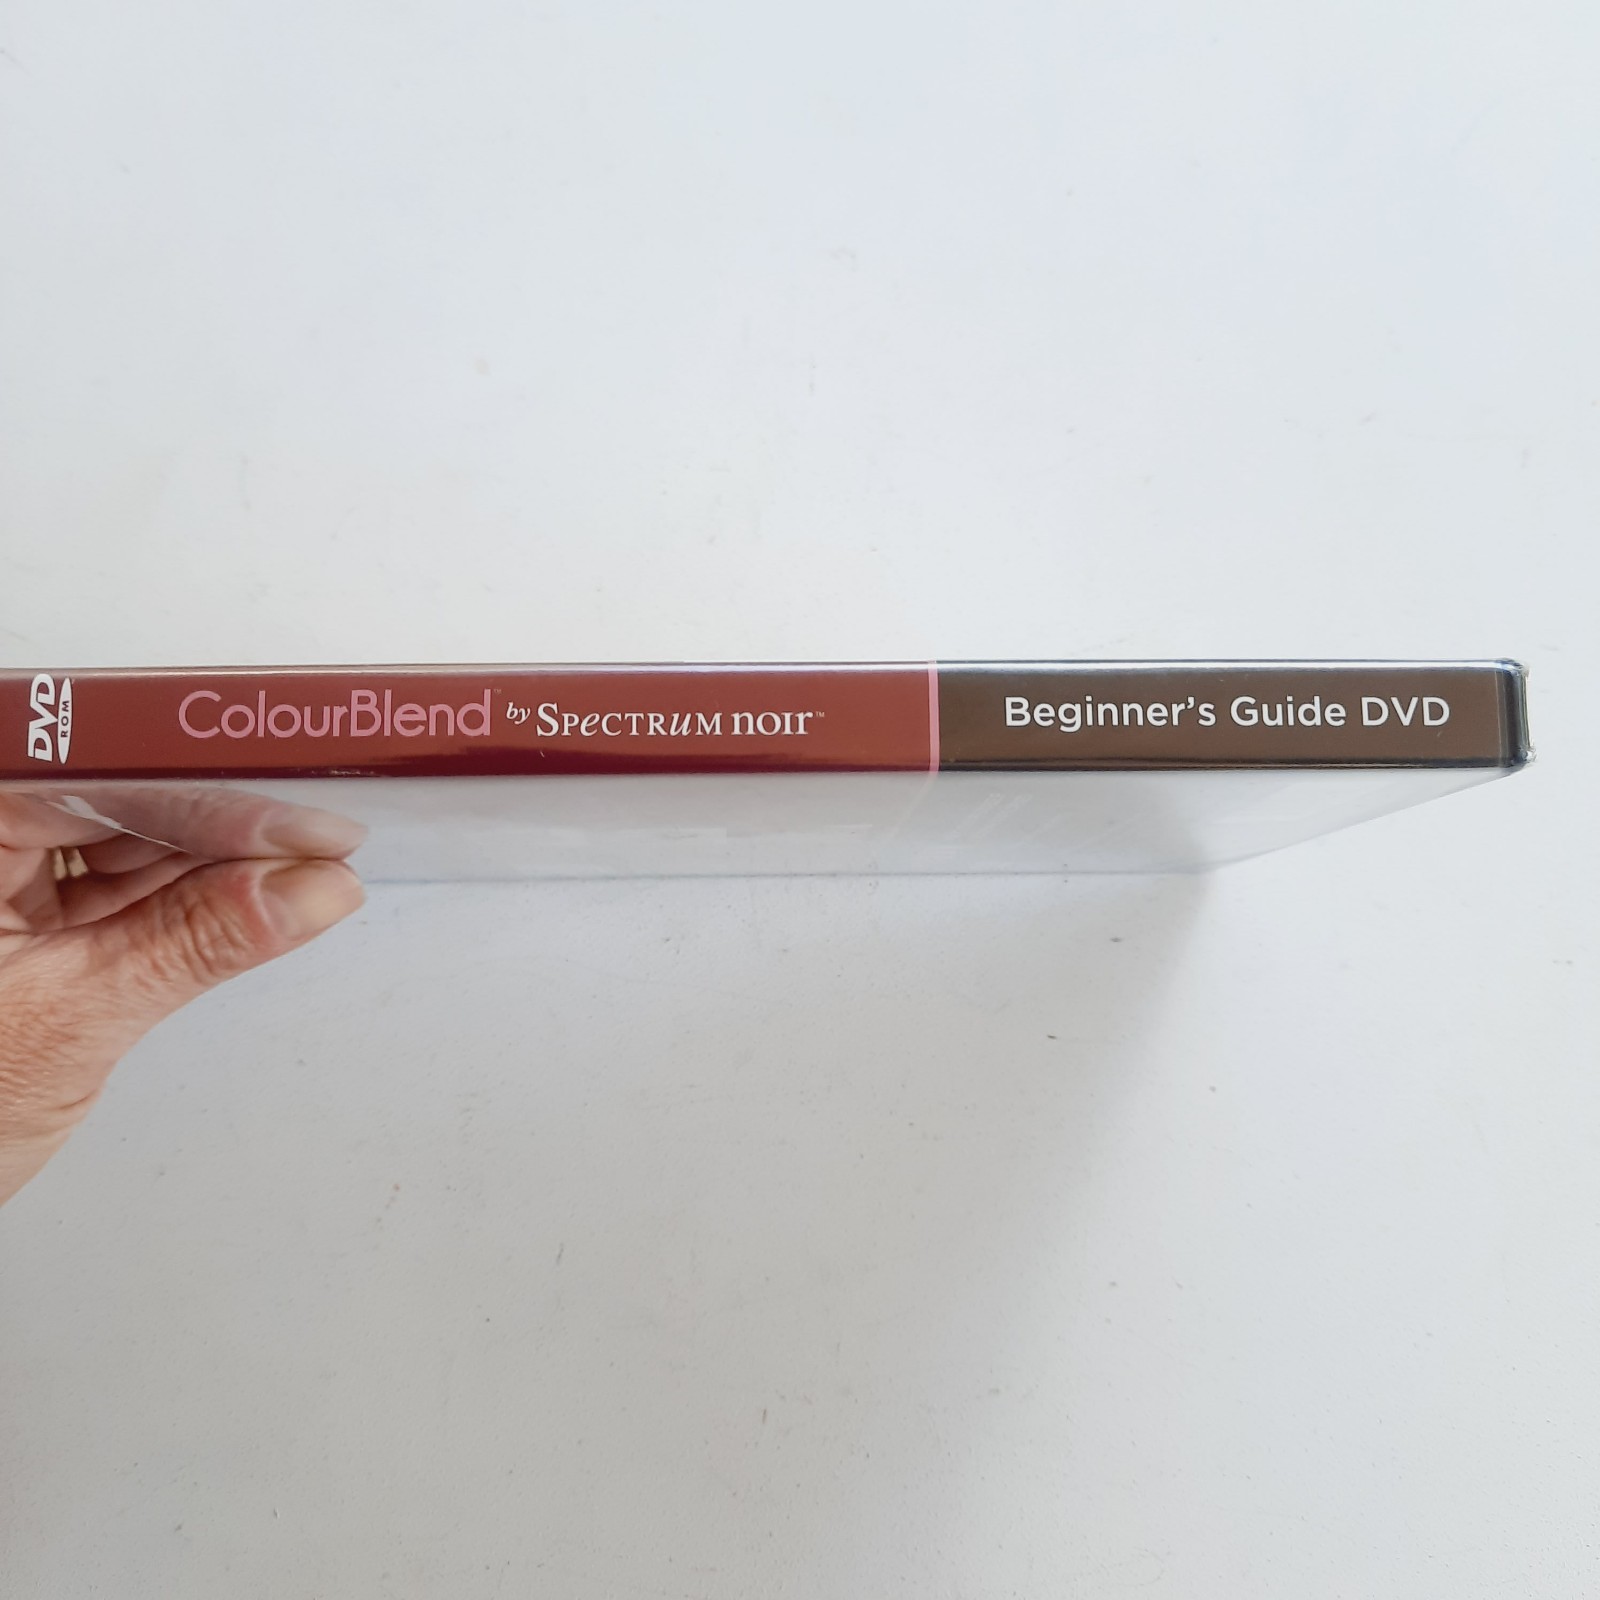 DVD ROM
ColourBlend™ by SPeCTRuM noir™
Beginner's Guide DVD